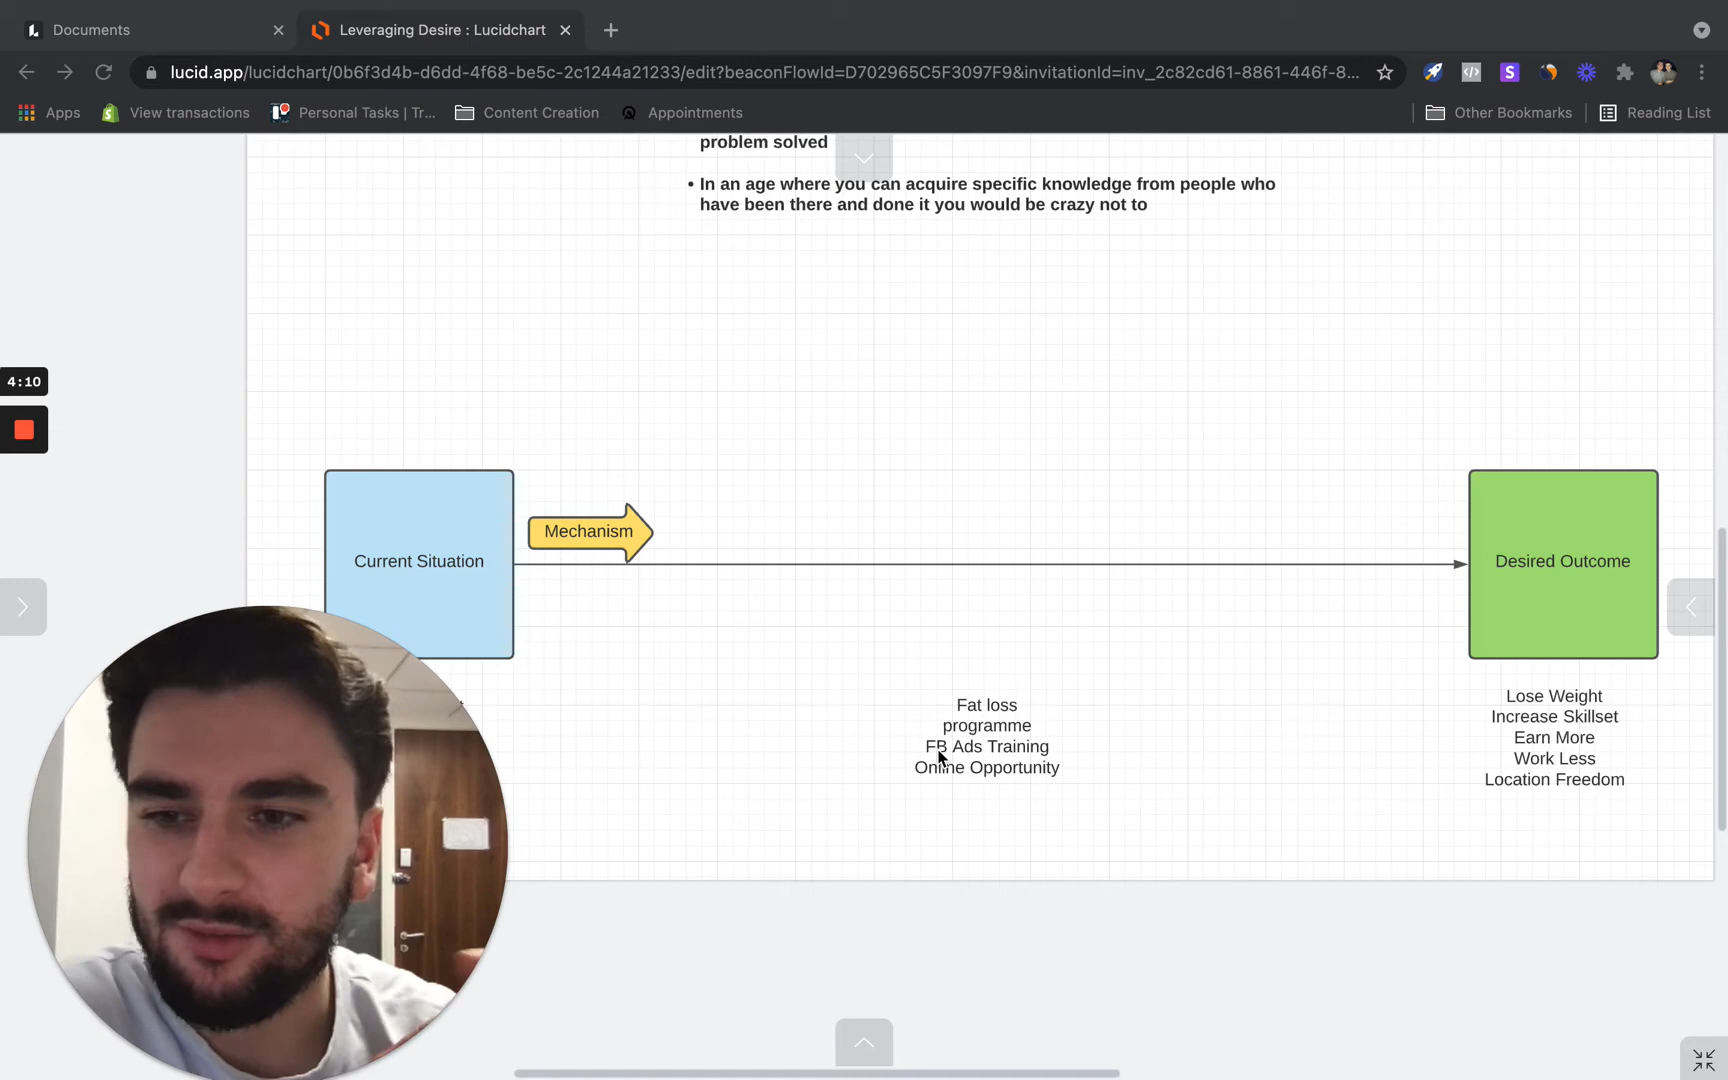 Documents
Leveraging Desire : Lucidchart
lucid.app/lucidchart/0b6f3d4b-d6dd-4f68-be5c-2c1244a21233/edit?beaconFlowId=D702965C5F3097F9&invitationId=inv_2c82cd61-8861-446f-8...
Apps
View transactions
Personal Tasks | Tr...
Content Creation
Appointments
Other Bookmarks
Reading List
problem solved
• In an age where you can acquire specific knowledge from people who
have been there and done it you would be crazy not to
4:10
Mechanism
Current Situation
Desired Outcome
Fat loss
programme
FB Ads Training
Online Opportunity
Lose Weight
Increase Skillset
Earn More
Work Less
Location Freedom